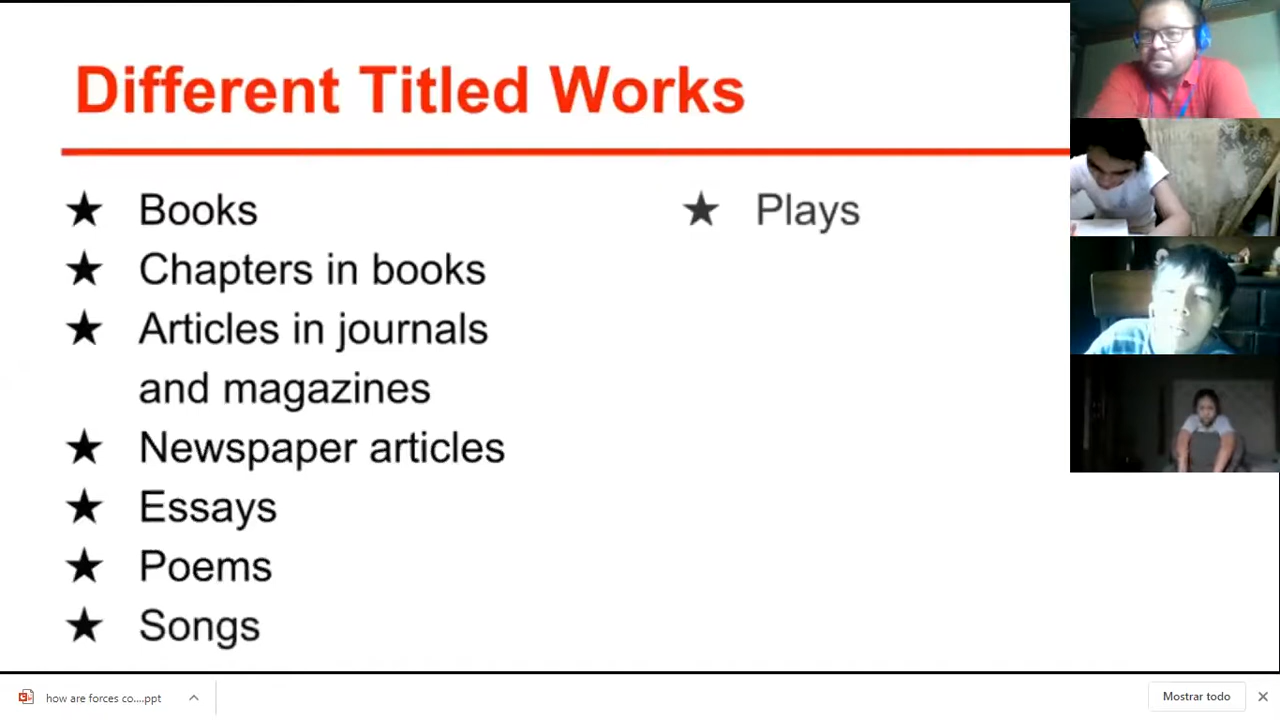 Different Titled Works
★ Books
★ Chapters in books
★ Articles in journals
and magazines
★ Newspaper articles
★ Essays
★ Poems
★ Songs
★ Plays
how are forces co....ppt
Mostrar todo